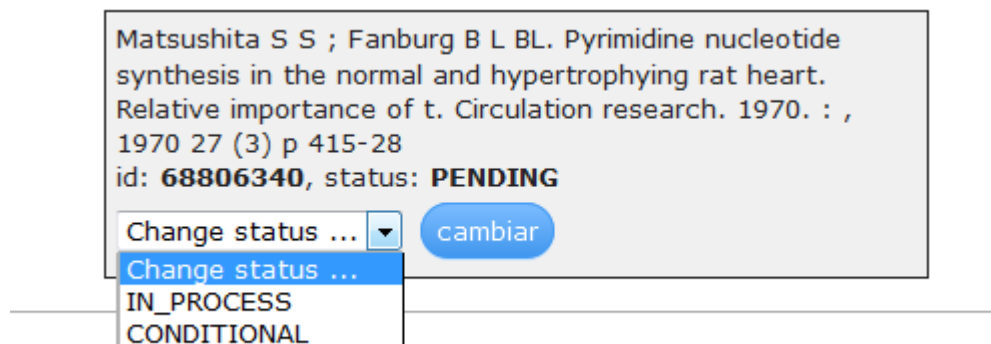 Matsushita S S ; Fanburg B L BL. Pyrimidine nucleotide
synthesis in the normal and hypertrophying rat heart.
Relative importance of t. Circulation research. 1970. : ,
1970 27 (3) p 415-28
id: 68806340, status: PENDING
Change status ... cambiar
Change status ...
IN_PROCESS
CONDITIONAL